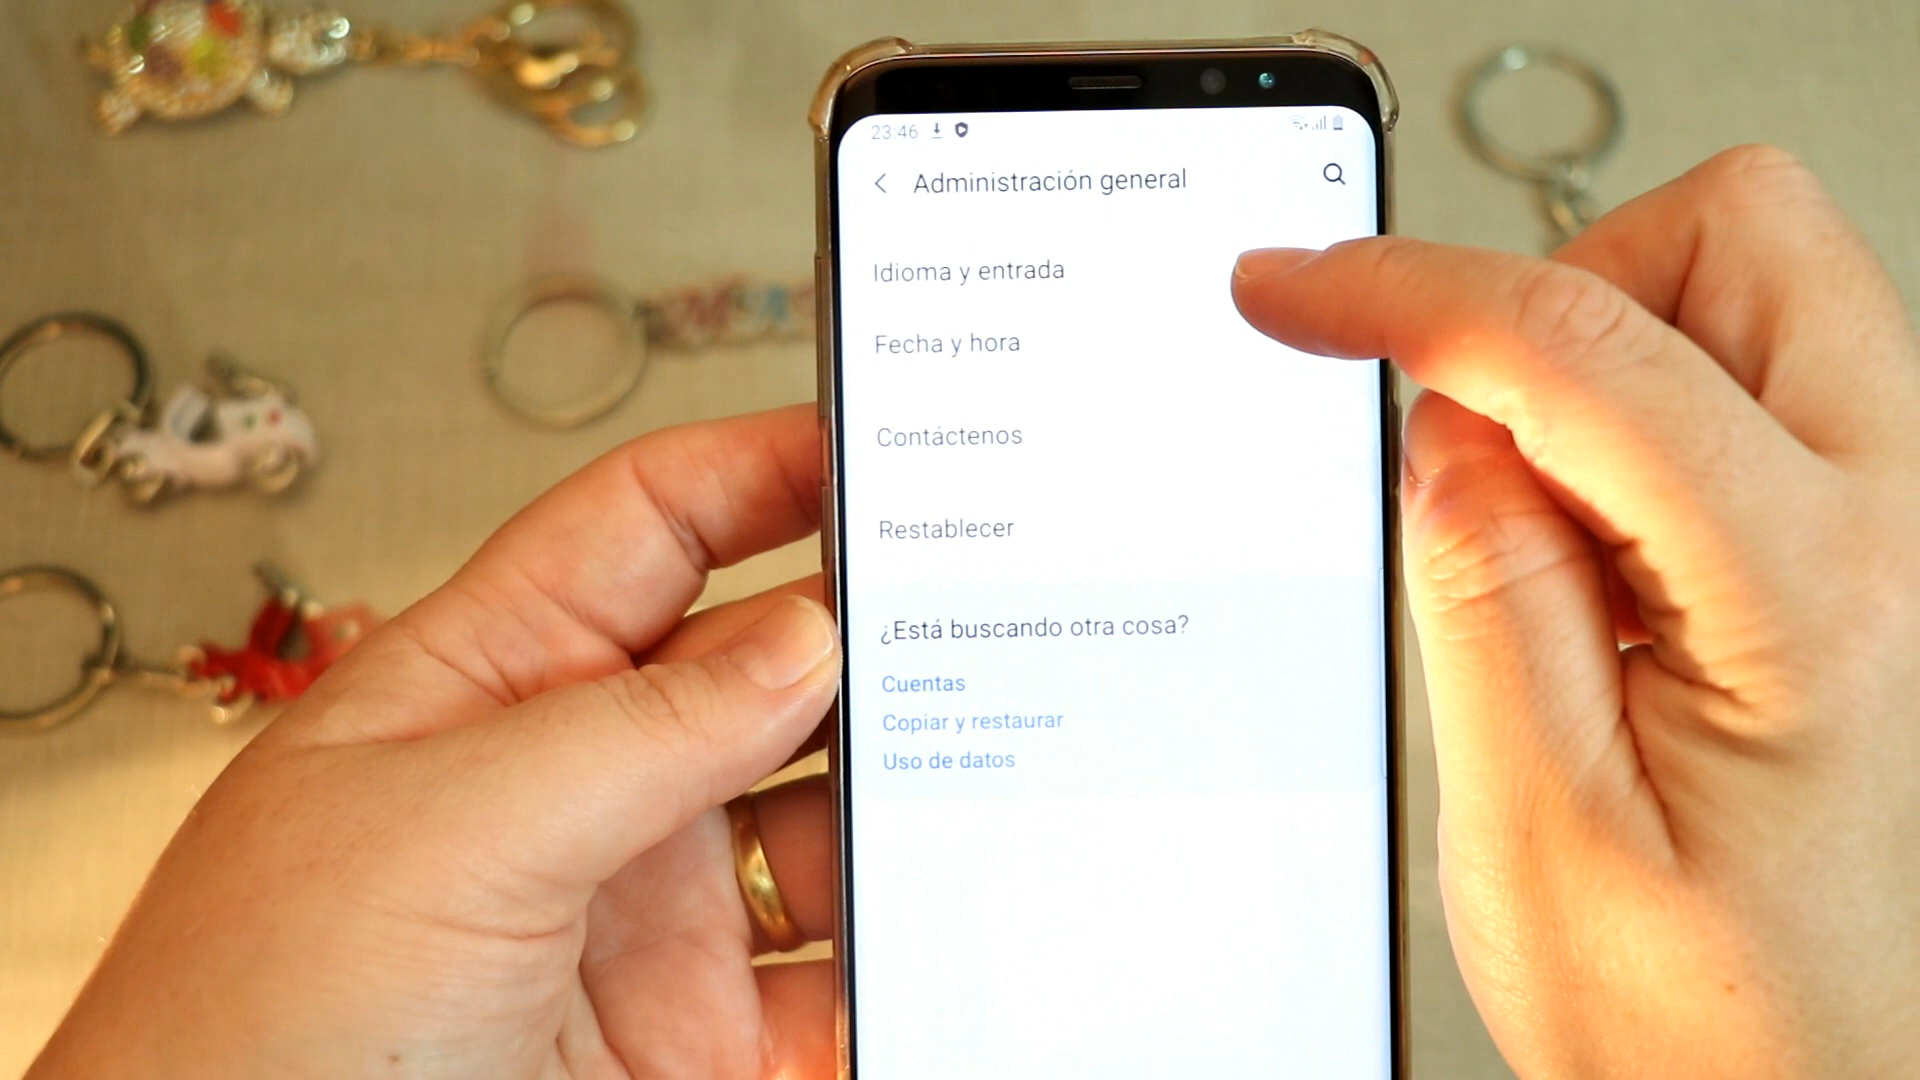 23:46
Administración general
Idioma y entrada
Fecha y hora
Contáctenos
Restablecer
¿Está buscando otra cosa?
Cuentas
Copiar y restaurar
Uso de datos